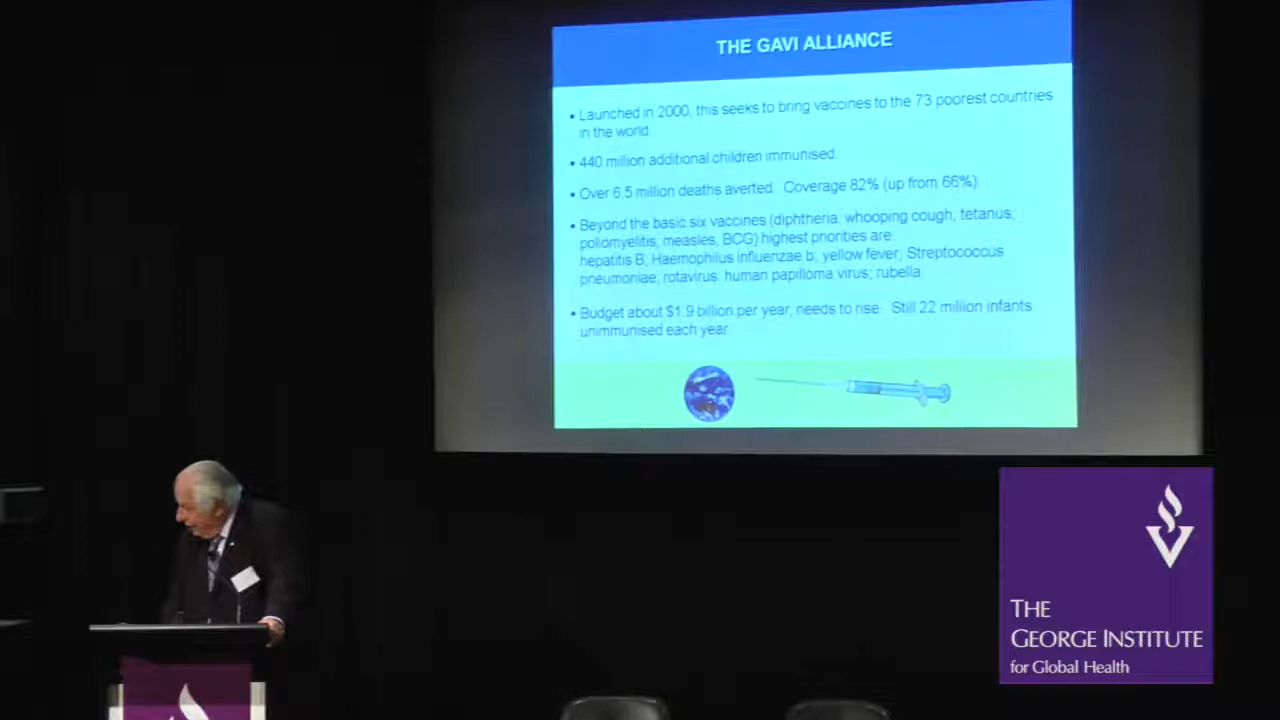 THE GAVI ALLIANCE
• Launched in 2000, this seeks to bring vaccines to the 73 poorest countries
in the world.
• 440 million additional children immunised.
• Over 6.5 million deaths averted. Coverage 82% (up from 66%)
• Beyond the basic six vaccines (diphtheria; whooping cough, tetanus;
poliomyelitis; measles, BCG) highest priorities are:
hepatitis B; Haemophilus influenzae b; yellow fever; Streptococcus
pneumoniae; rotavirus; human papilloma virus; rubella
• Budget about $1.9 billion per year; needs to rise. Still 22 million infants
unimmunised each year
THE
GEORGE INSTITUTE
for Global Health